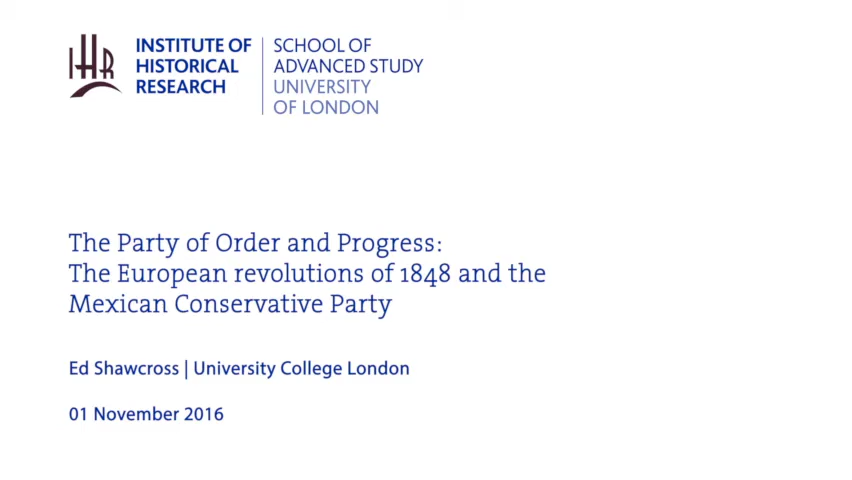 IHR
INSTITUTE OF
HISTORICAL
RESEARCH
SCHOOL OF
ADVANCED STUDY
UNIVERSITY
OF LONDON
The Party of Order and Progress:
The European revolutions of 1848 and the
Mexican Conservative Party
Ed Shawcross | University College London
01 November 2016